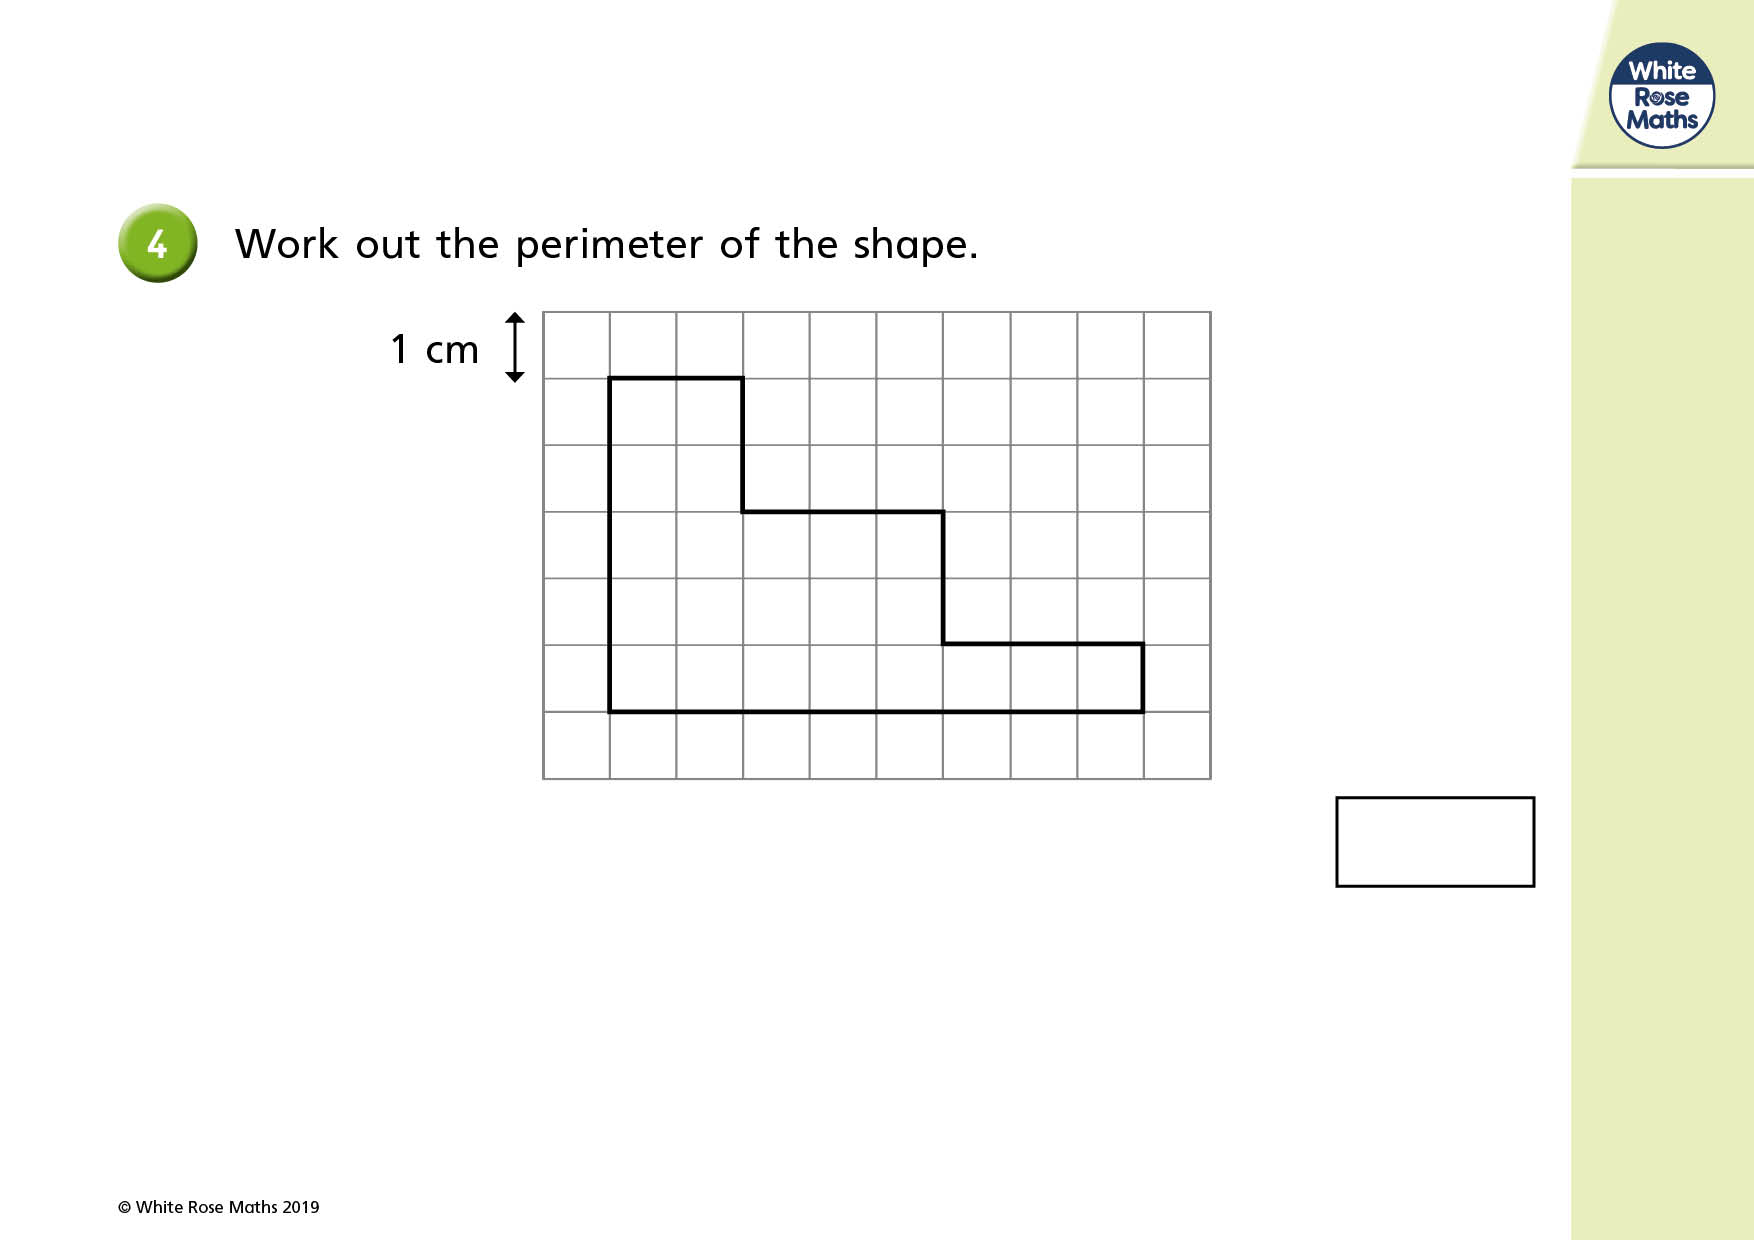 White
Rose
Maths
4 Work out the perimeter of the shape.
1 cm
© White Rose Maths 2019